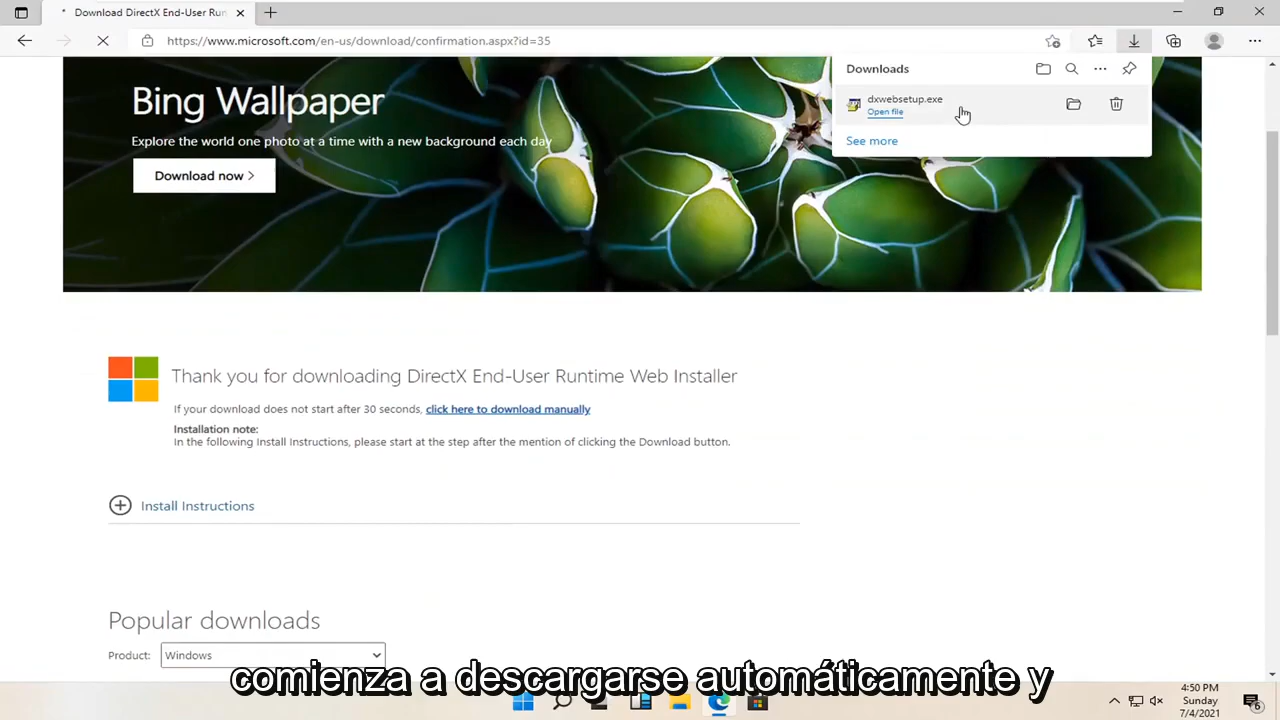 Download DirectX End-User Run
https://www.microsoft.com/en-us/download/confirmation.aspx?id=35
Downloads
dxwebsetup.exe
Open file
See more
Bing Wallpaper
Explore the world one photo at a time with a new background each day
Download now >
Thank you for downloading DirectX End-User Runtime Web Installer
If your download does not start after 30 seconds, click here to download manually
Installation note:
In the following Install Instructions, please start at the step after the mention of clicking the Download button.
Install Instructions
Popular downloads
Product: Windows
comienza a descargarse automáticamente y
4:50 PM
Sunday
7/4/2021
6